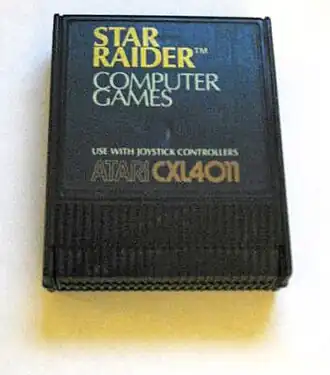 STAR
RAIDER™
COMPUTER
GAMES
USE WITH JOYSTICK CONTROLLERS
ATARI CXL4011